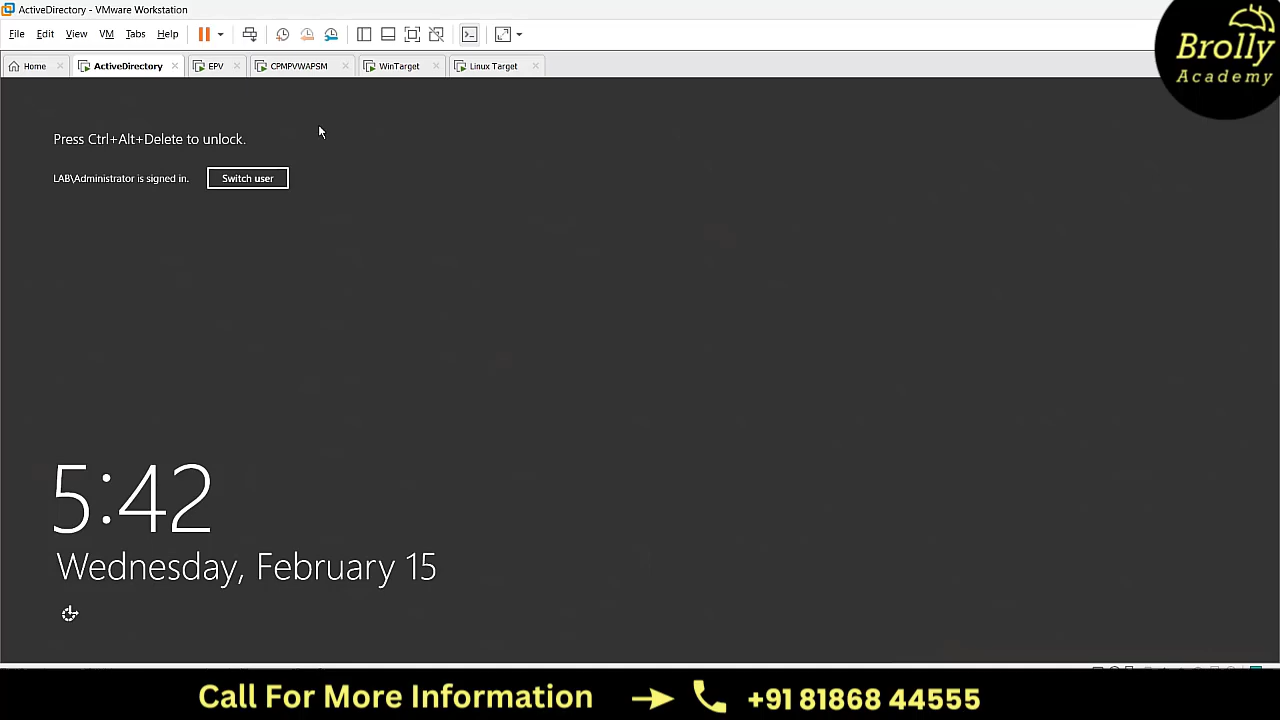 ActiveDirectory - VMware Workstation
Brolly
Academy
File Edit View VM Tabs Help
Home ActiveDirectory EPV CPMPVWAPSM WinTarget Linux Target
Press Ctrl+Alt+Delete to unlock.
LAB\Administrator is signed in. Switch user
5:42
Wednesday, February 15
Call For More Information +91 81868 44555